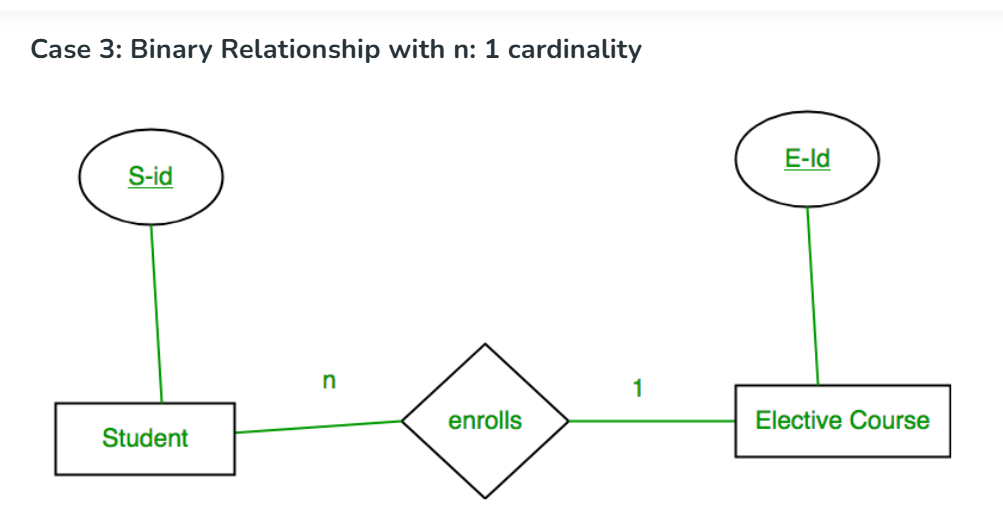 Case 3: Binary Relationship with n: 1 cardinality
S-id
E-Id
n
1
enrolls
Student
Elective Course